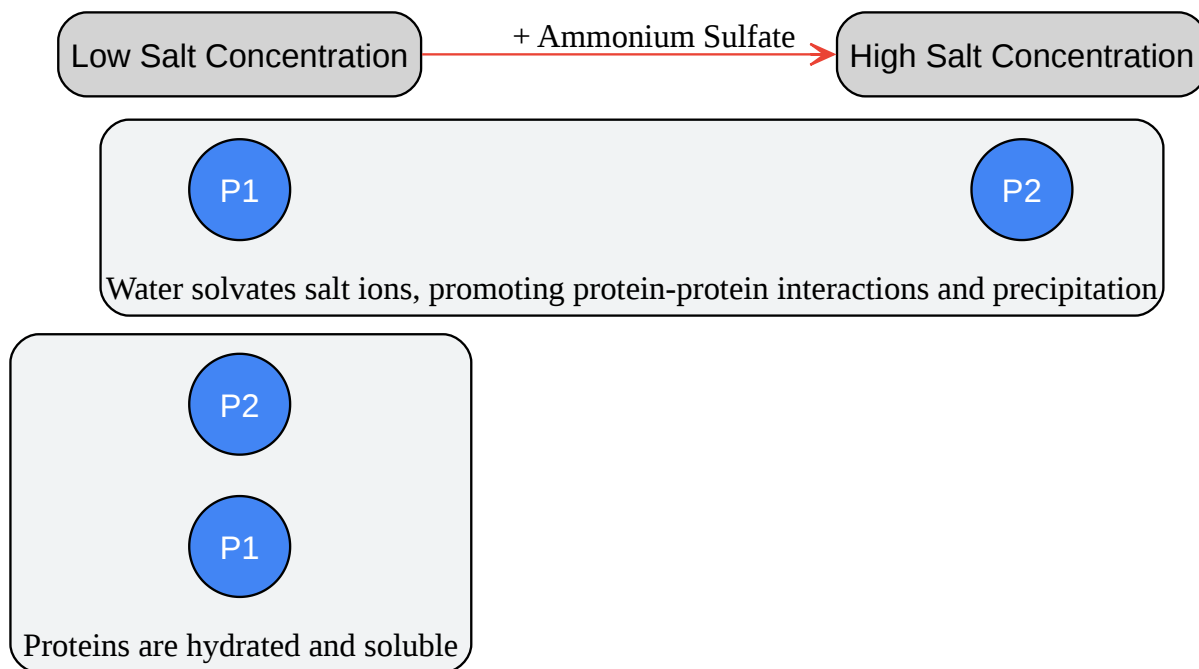 Low Salt Concentration
+ Ammonium Sulfate
High Salt Concentration
P1
P2
Water solvates salt ions, promoting protein-protein interactions and precipitation
P2
P1
Proteins are hydrated and soluble